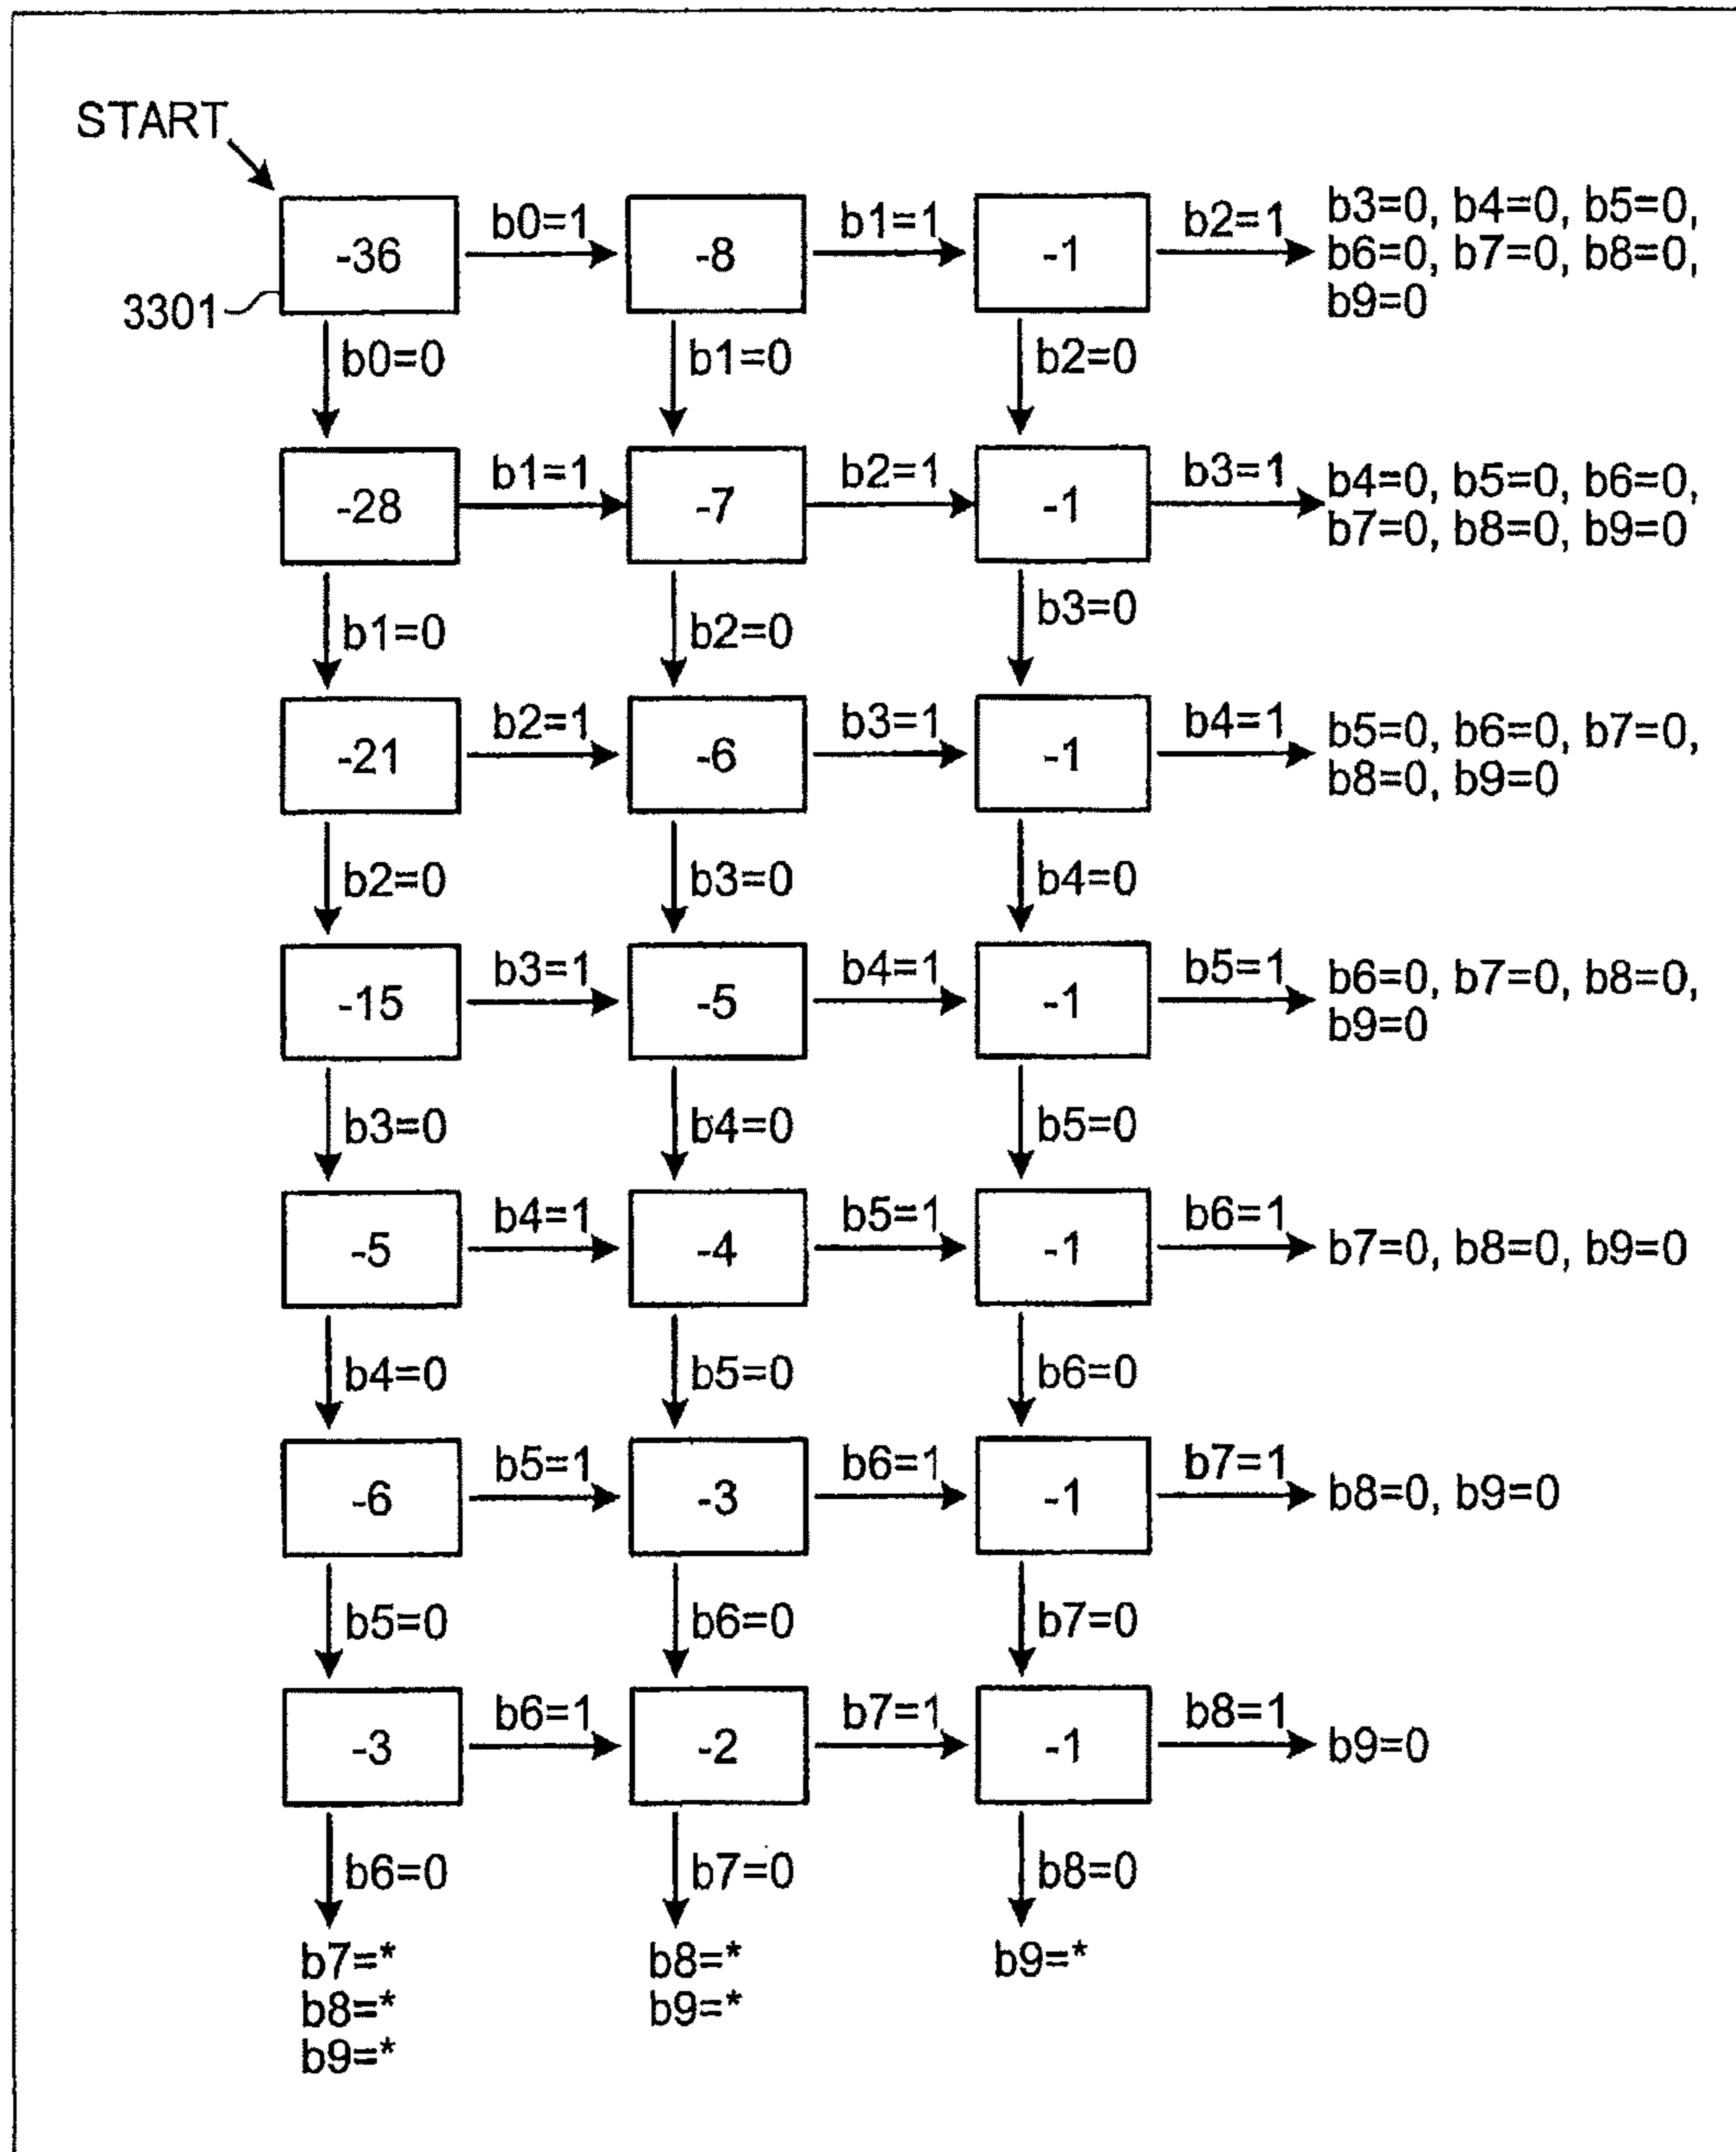 START
b0=1 b1=1 b2=1 b3=0, b4=0, b5=0,
-36 -8 -1 b6=0, b7=0, b8=0,
3301 b9=0
b0=0 b1=0 b2=0
b1=1 b2=1 b3=1 b4=0, b5=0, b6=0,
-28 -7 -1 b7=0, b8=0, b9=0
b1=0 b2=0 b3=0
b2=1 b3=1 b4=1 b5=0, b6=0, b7=0,
-21 -6 -1 b8=0, b9=0
b2=0 b3=0 b4=0
b3=1 b4=1 b5=1 b6=0, b7=0, b8=0,
-15 -5 -1 b9=0
b3=0 b4=0 b5=0
b4=1 b5=1 b6=1
-5 -4 -1 b7=0, b8=0, b9=0
b4=0 b5=0 b6=0
b5=1 b6=1 b7=1
-6 -3 -1 b8=0, b9=0
b5=0 b6=0 b7=0
b6=1 b7=1 b8=1
-3 -2 -1 b9=0
b6=0 b7=0 b8=0
b7=* b8=* b9=*
b8=* b9=*
b9=*